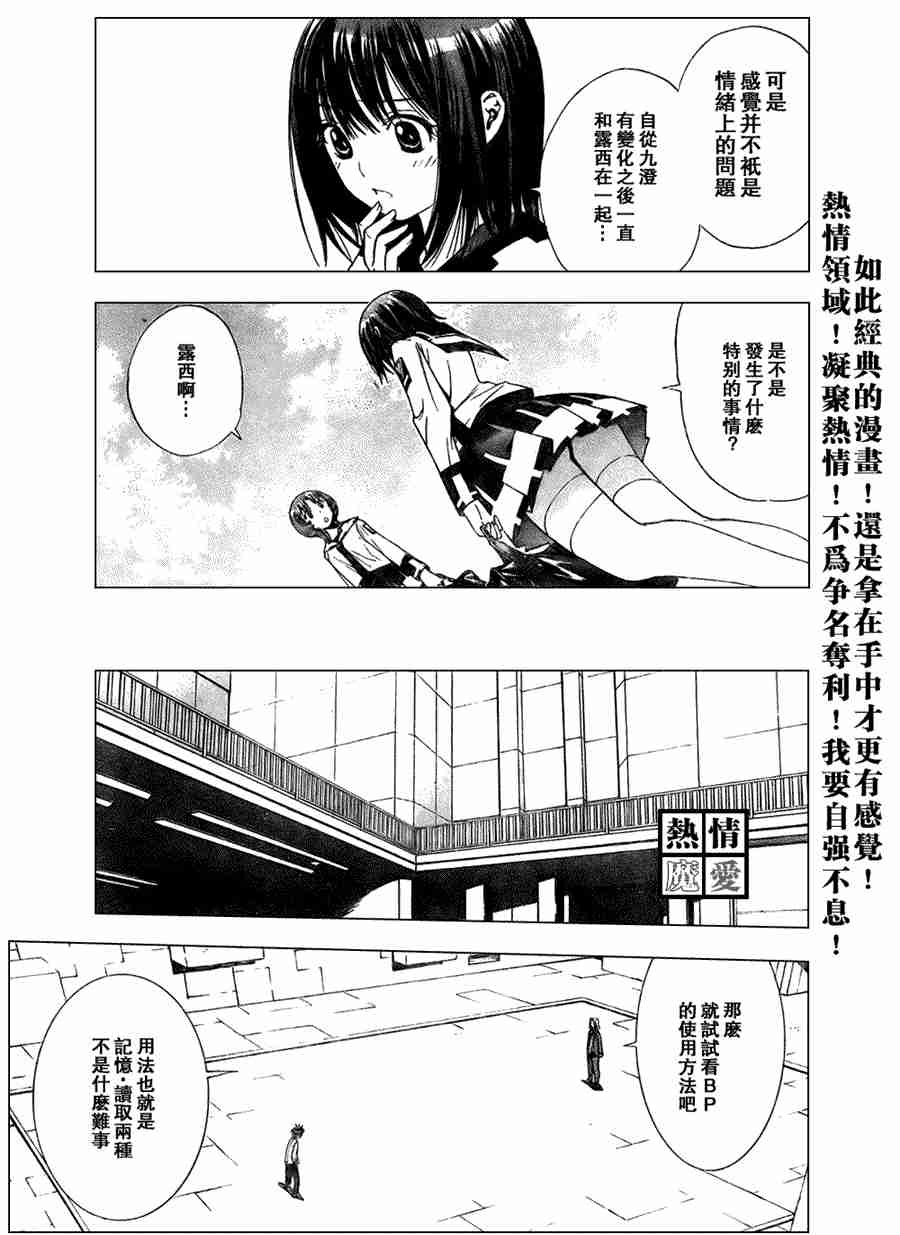 可是
感覺并不衹是
情緒上的問題
自從九澄
有變化之後一直
和露西在一起…
是不是
發生了什麽
特别的事情？
露西啊…
熱情
魔愛
那麽
就試試看BP
的使用方法吧
用法也就是
記憶·讀取兩種
不是什麽難事
如此經典的漫畫！還是拿在手中才更有感覺！
熱情領域！凝聚熱情！不爲争名奪利！我要自强不息！